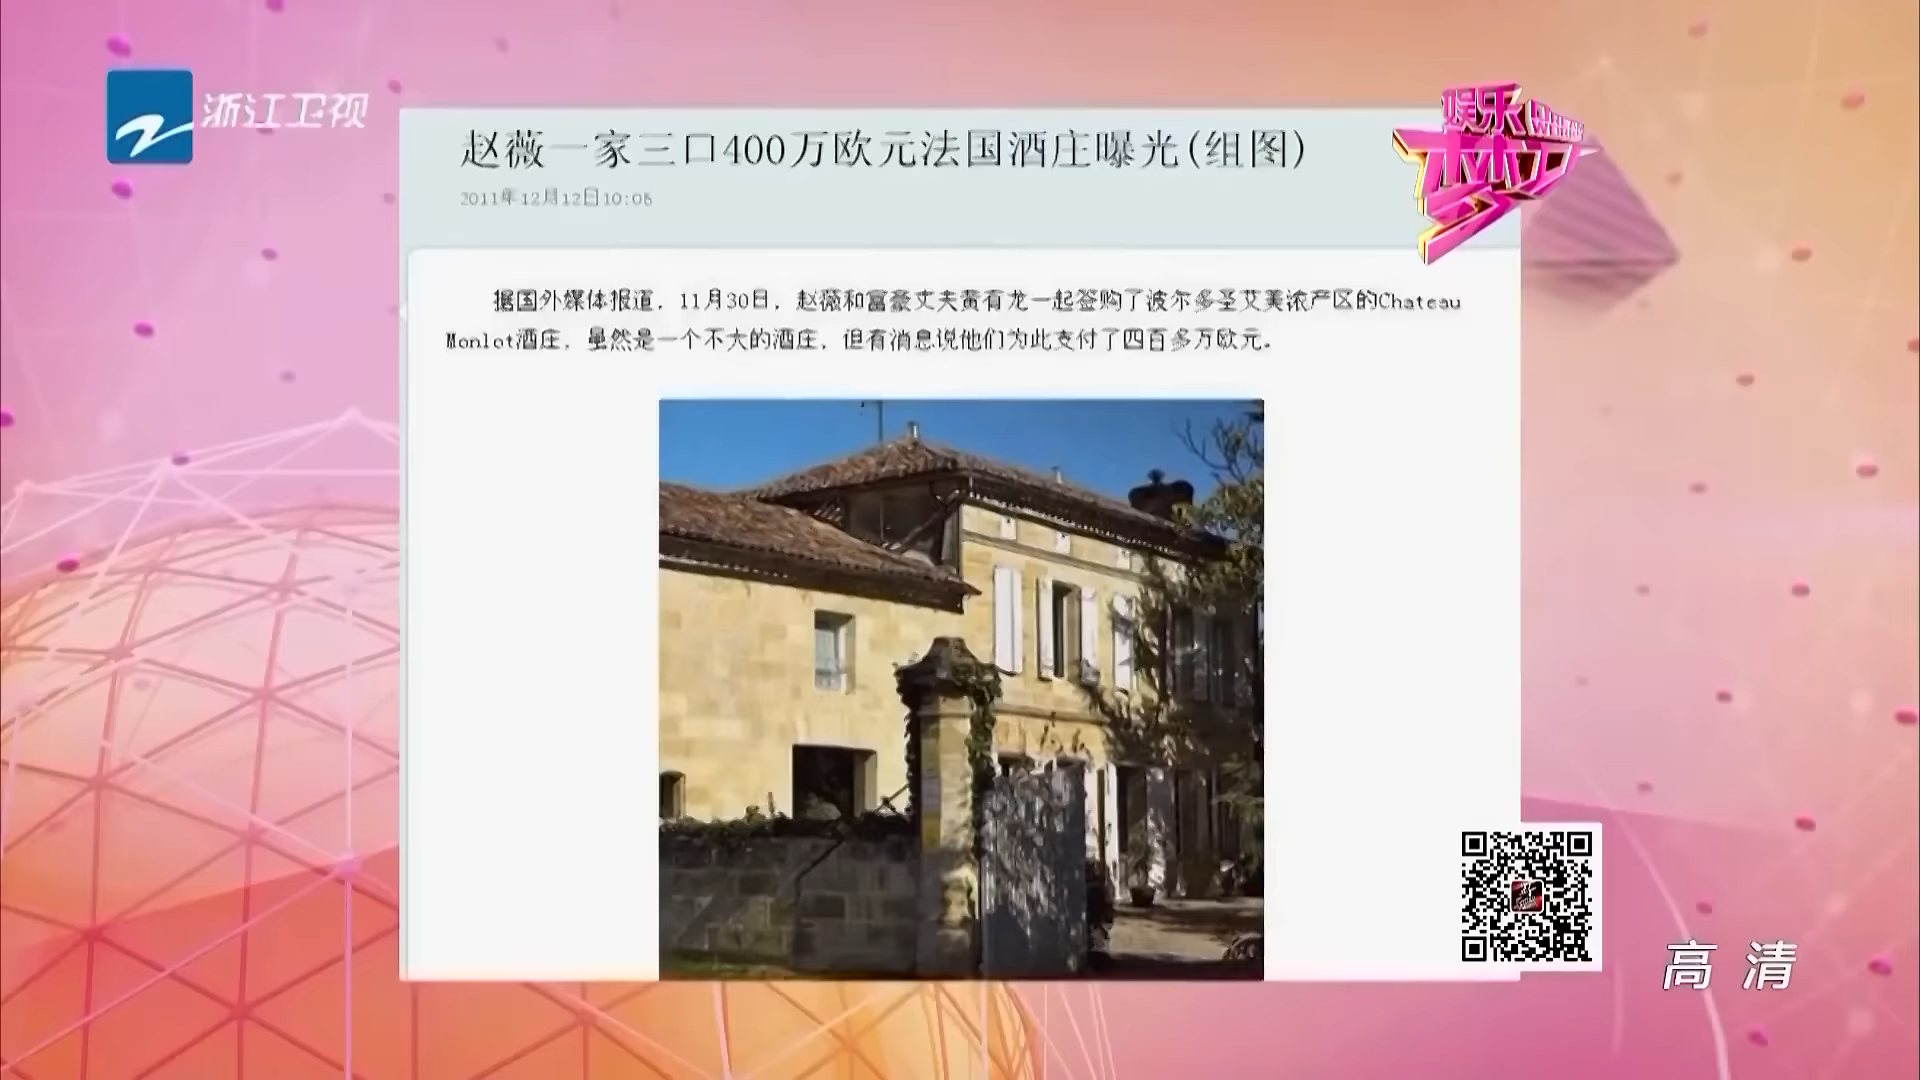 浙江卫视
娱乐
梦工厂
赵薇一家三口400万欧元法国酒庄曝光(组图)
2011年12月12日10:05
据国外媒体报道，11月30日，赵薇和富豪丈夫黄有龙一起签购了波尔多圣艾美浓产区的Chateau
Monlot酒庄，虽然是一个不大的酒庄，但有消息说他们为此支付了四百多万欧元。
高清